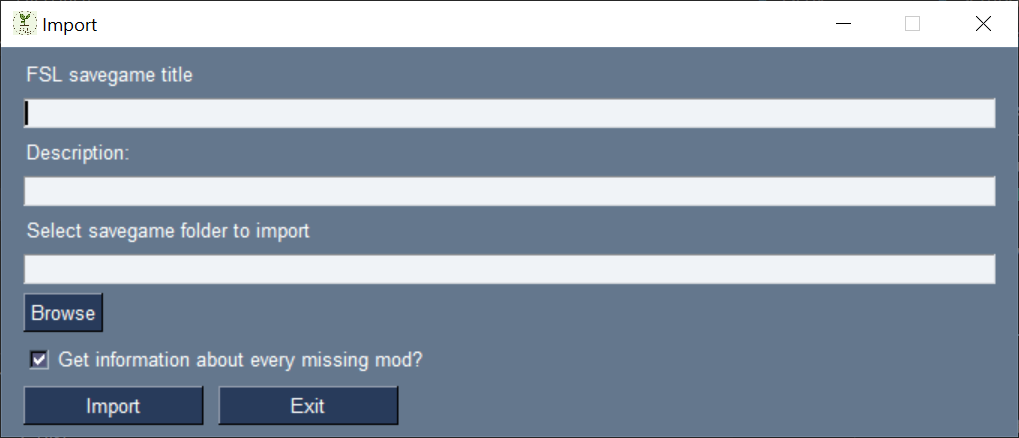 Import
FSL savegame title
Description:
Select savegame folder to import
Browse
Get information about every missing mod?
Import Exit